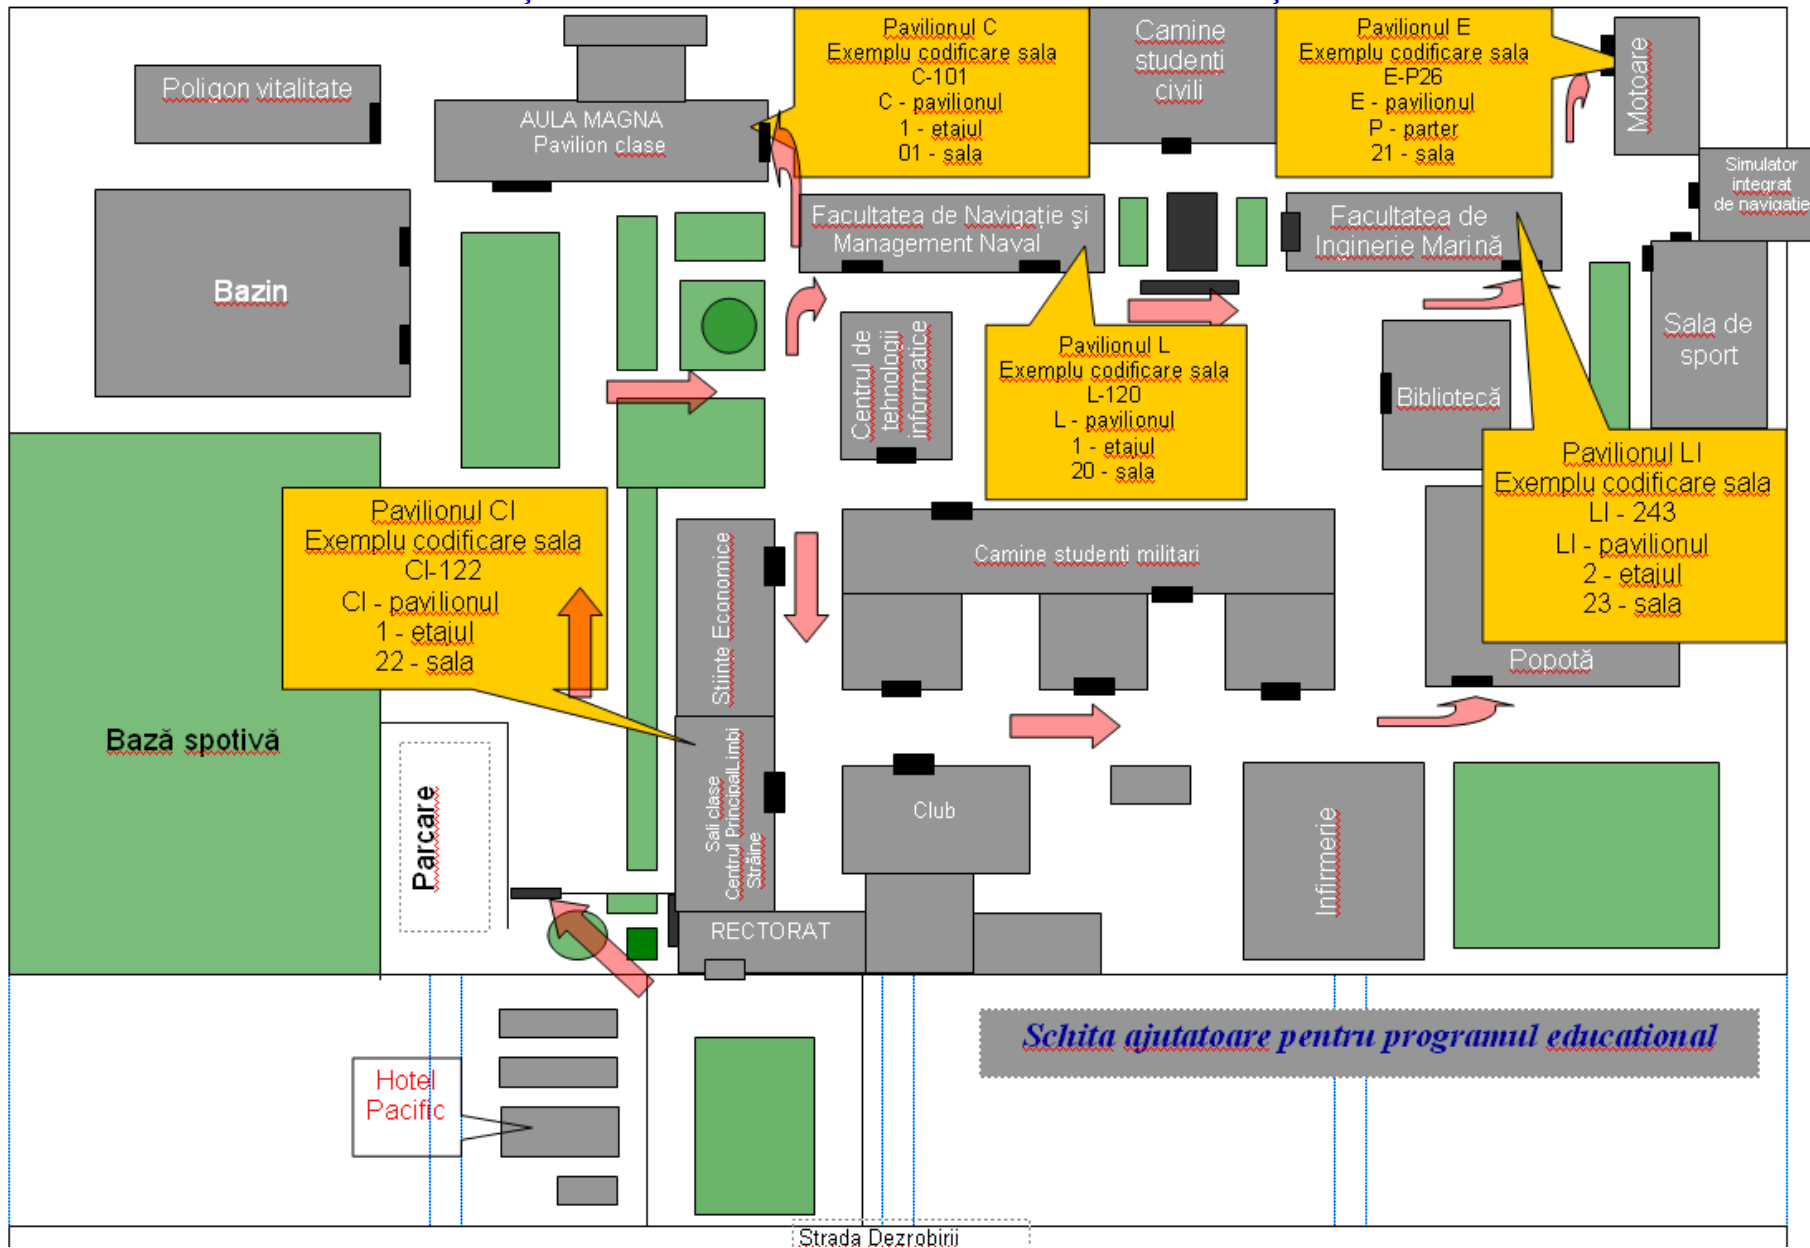 Pavilionul C
Exemplu codificare sala
C-101
C - pavilionul
1 - etajul
01 - sala
Camine
studenti
civili
Pavilionul E
Exemplu codificare sala
E-P26
E - pavilionul
P - parter
21 - sala
Motoare
Poligon vitalitate
AULA MAGNA
Pavilion clase
Simulator
integrat
de navigatie
Facultatea de Navigaţie şi
Management Naval
Facultatea de
Inginerie Marină
Bazin
Centrul de
tehnologii
informatice
Pavilionul L
Exemplu codificare sala
L-120
L - pavilionul
1 - etajul
20 - sala
Bibliotecă
Sala de
sport
Pavilionul LI
Exemplu codificare sala
LI - 243
LI - pavilionul
2 - etajul
23 - sala
Pavilionul CI
Exemplu codificare sala
CI-122
CI - pavilionul
1 - etajul
22 - sala
Stiinte Economice
Camine studenti militari
Popotă
Bază spotivă
Parcare
Sali clase
Centrul PrincipalLimbi
Străine
Club
Infirmerie
RECTORAT
Schita ajutatoare pentru programul educational
Hotel
Pacific
Strada Dezrobirii